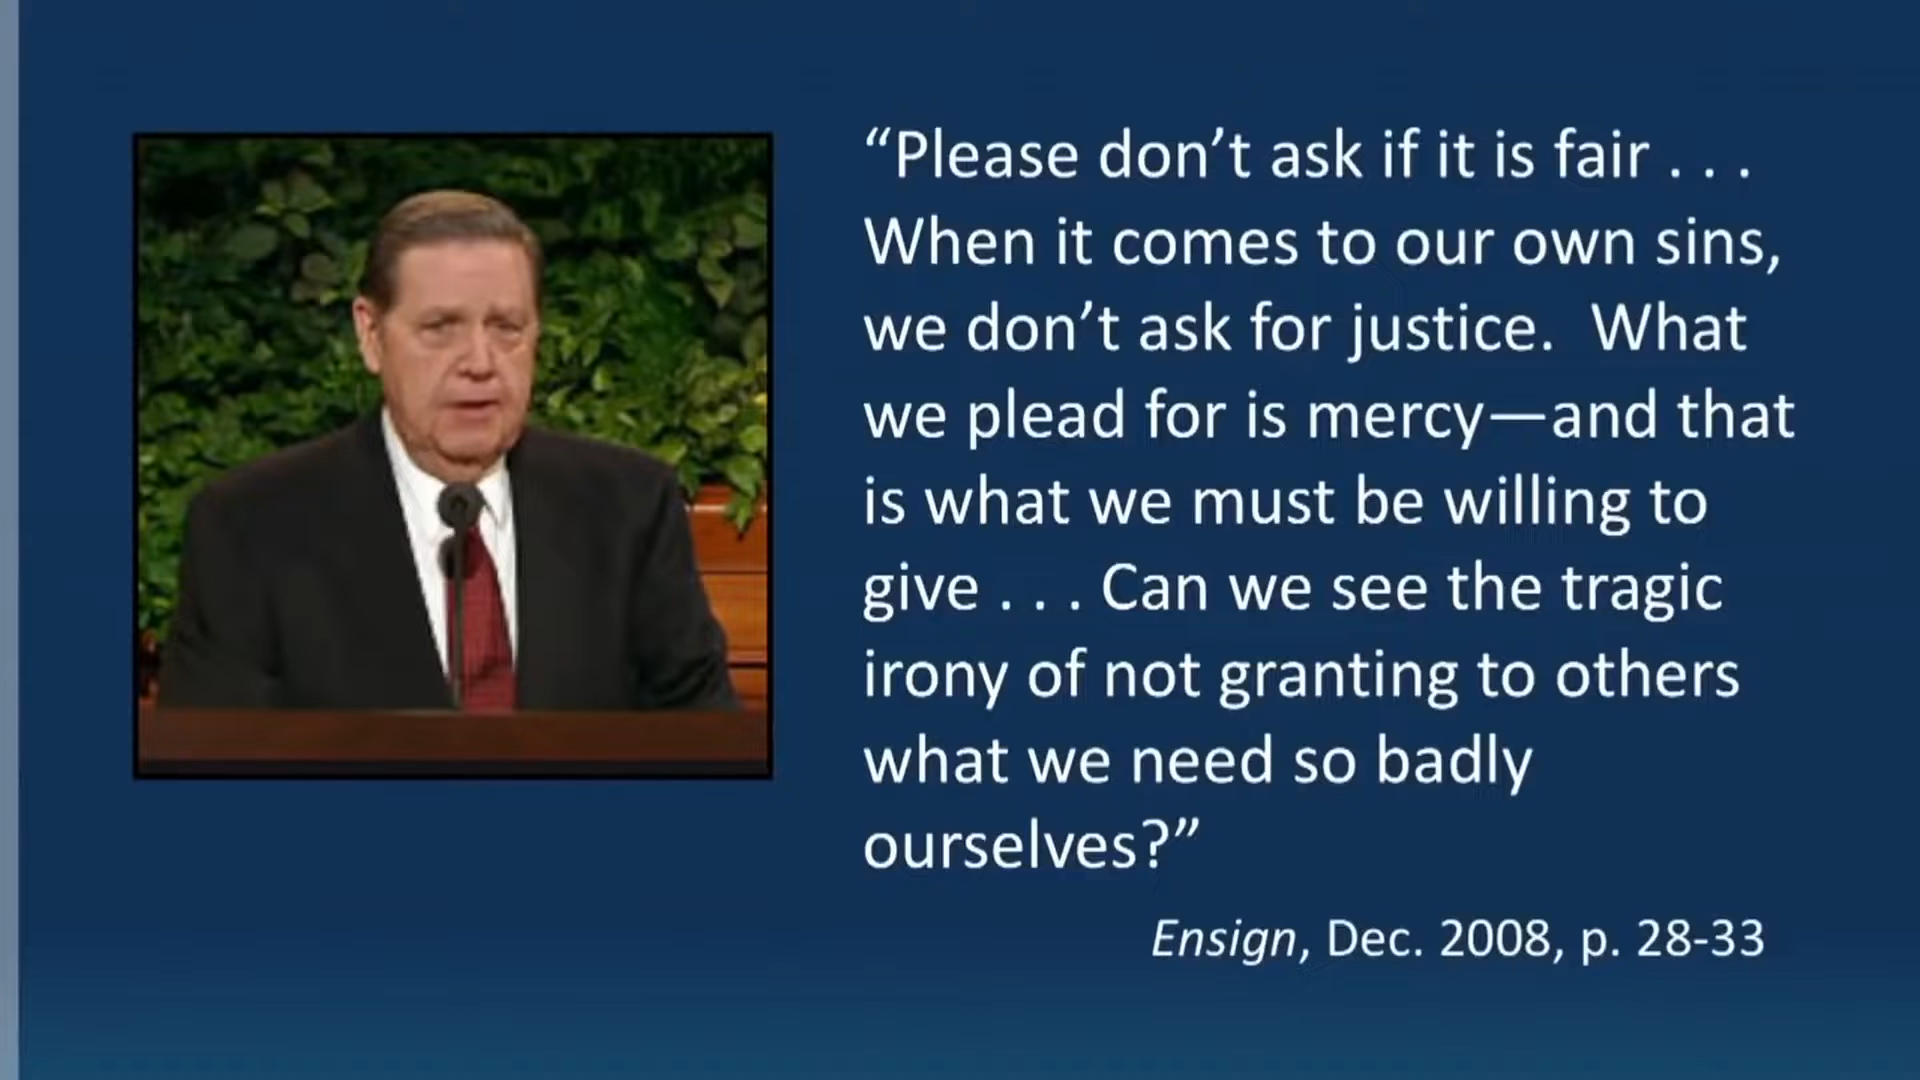 “Please don’t ask if it is fair . . .
When it comes to our own sins,
we don’t ask for justice.  What
we plead for is mercy—and that
is what we must be willing to
give . . . Can we see the tragic
irony of not granting to others
what we need so badly
ourselves?”
Ensign, Dec. 2008, p. 28-33